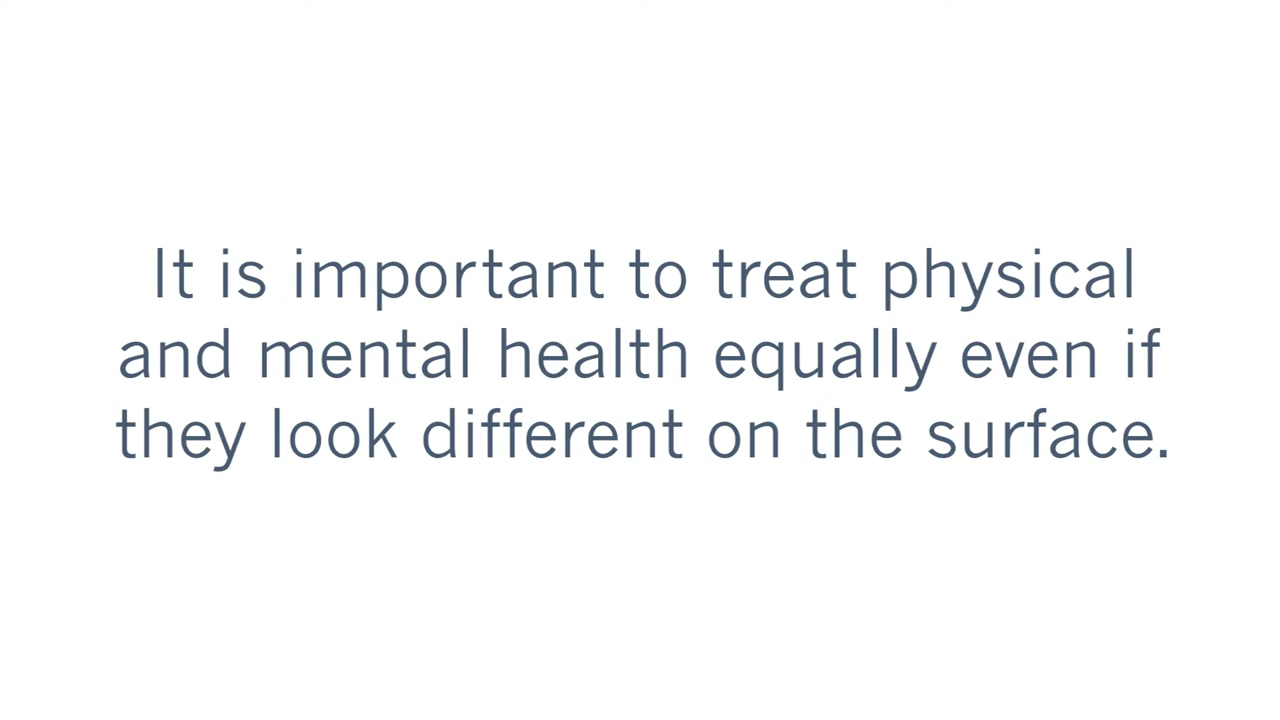 It is important to treat physical
and mental health equally even if
they look different on the surface.